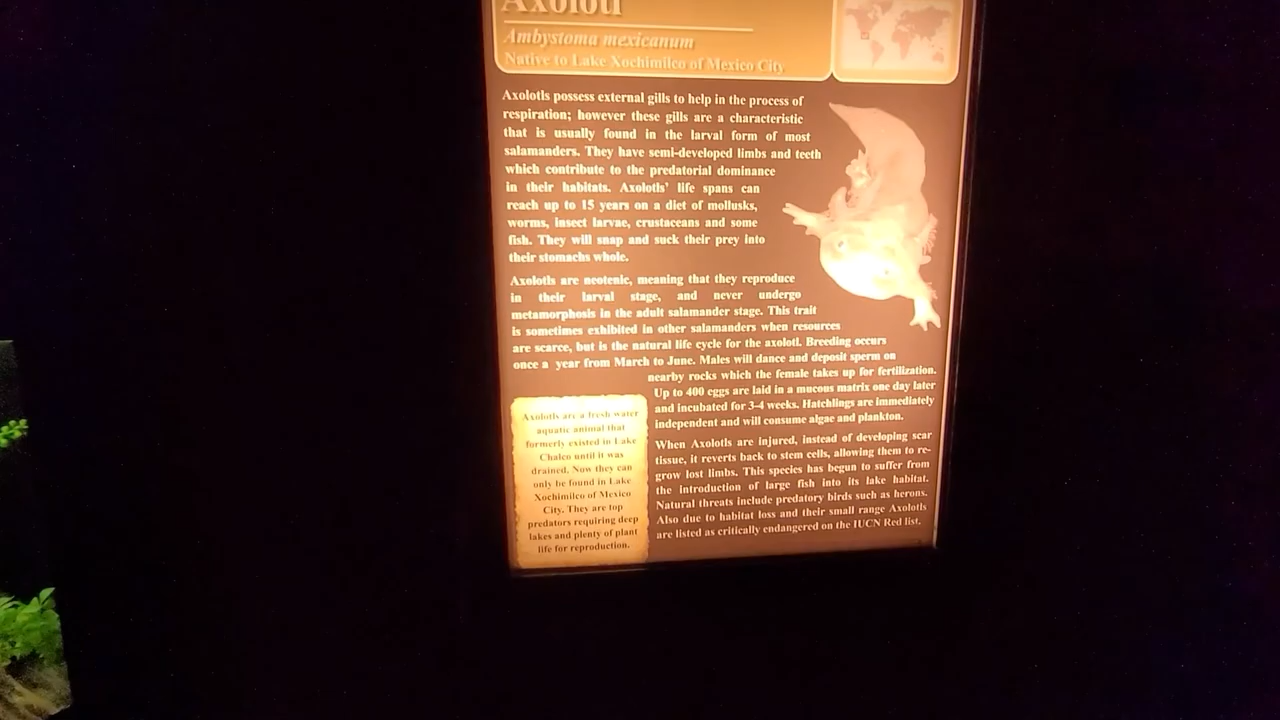 Axolotl
Ambystoma mexicanum
Native to Lake Xochimilco of Mexico City
Axolotls possess external gills to help in the process of
respiration; however these gills are a characteristic
that is usually found in the larval form of most
salamanders. They have semi-developed limbs and teeth
which contribute to the predatorial dominance
in their habitats. Axolotls' life spans can
reach up to 15 years on a diet of mollusks,
worms, insect larvae, crustaceans and some
fish. They will snap and suck their prey into
their stomachs whole.
Axolotls are neotenic, meaning that they reproduce
in their larval stage, and never undergo
metamorphosis in the adult salamander stage. This trait
is sometimes exhibited in other salamanders when resources
are scarce, but is the natural life cycle for the axolotl. Breeding occurs
once a year from March to June. Males will dance and deposit sperm on
nearby rocks which the female takes up for fertilization.
Up to 400 eggs are laid in a mucous matrix one day later
and incubated for 3-4 weeks. Hatchlings are immediately
independent and will consume algae and plankton.
When Axolotls are injured, instead of developing scar
tissue, it reverts back to stem cells, allowing them to re-
grow lost limbs. This species has begun to suffer from
the introduction of large fish into its lake habitat.
Natural threats include predatory birds such as herons.
Also due to habitat loss and their small range Axolotls
are listed as critically endangered on the IUCN Red list.
Axolotls are a fresh water
aquatic animal that
formerly existed in Lake
Chalco until it was
drained. Now they can
only be found in Lake
Xochimilco of Mexico
City. They are top
predators requiring deep
lakes and plenty of plant
life for reproduction.